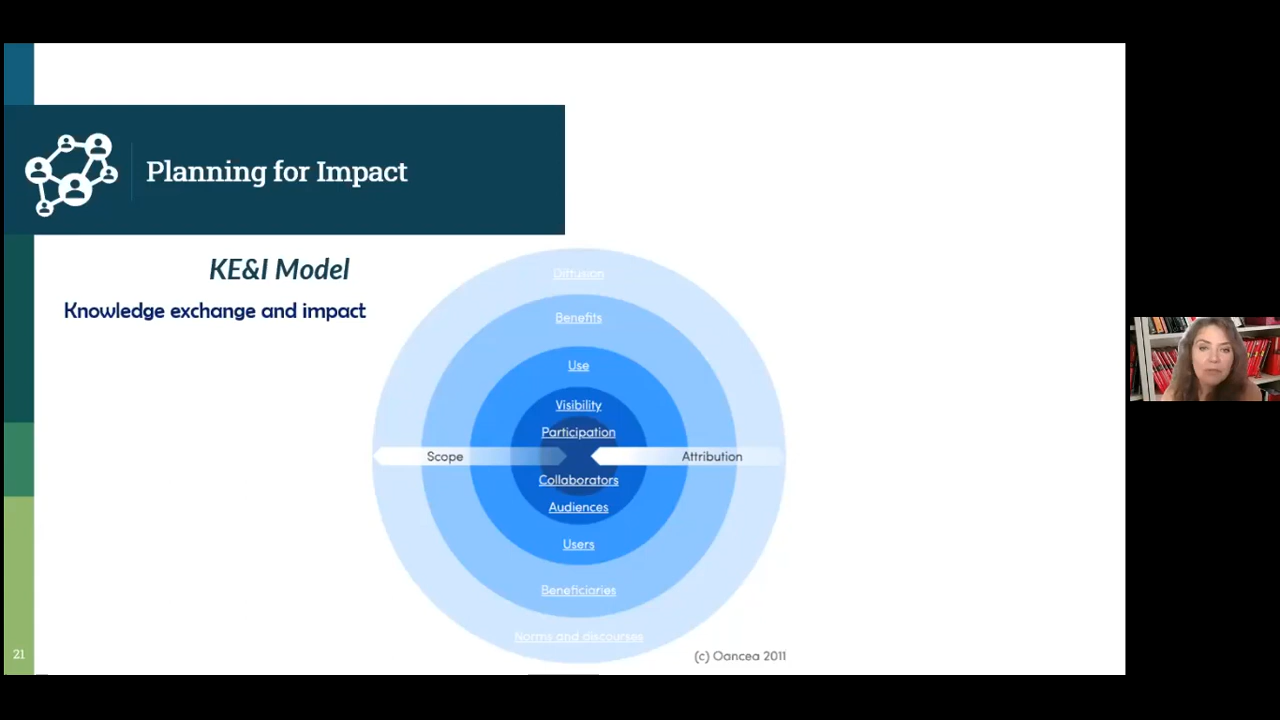 Planning for Impact
KE&I Model
Knowledge exchange and impact
Diffusion
Benefits
Use
Visibility
Participation
Scope
Attribution
Collaborators
Audiences
Users
Beneficiaries
Norms and discourses
(c) Oancea 2011
21